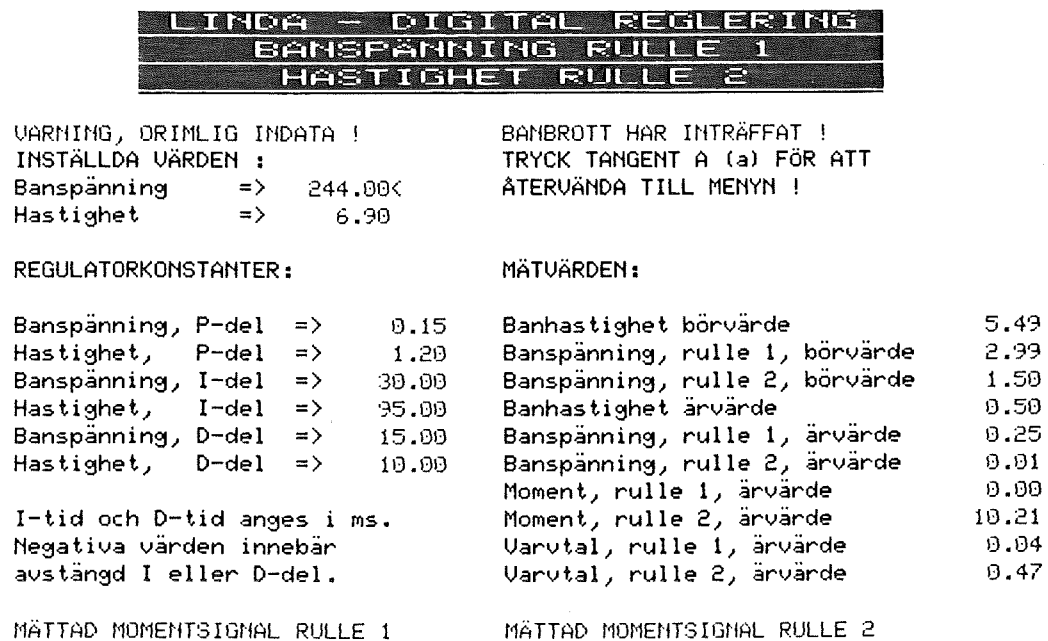 LINDA - DIGITAL REGLERING
BANSPÄNNING RULLE 1
HASTIGHET RULLE 2
VARNING, ORIMLIG INDATA !
INSTÄLLDA VÄRDEN :
Banspänning => 244.00<
Hastighet => 6.90
BANBROTT HAR INTRÄFFAT !
TRYCK TANGENT A (a) FÖR ATT
ÅTERVÄNDA TILL MENYN !
REGULATORKONSTANTER:
Banspänning, P-del => 0.15
Hastighet, P-del => 1.20
Banspänning, I-del => 30.00
Hastighet, I-del => 95.00
Banspänning, D-del => 15.00
Hastighet, D-del => 10.00
I-tid och D-tid anges i ms.
Negativa värden innebär
avstängd I eller D-del.
MÄTVÄRDEN:
Banhastighet börvärde 5.49
Banspänning, rulle 1, börvärde 2.99
Banspänning, rulle 2, börvärde 1.50
Banhastighet ärvärde 0.50
Banspänning, rulle 1, ärvärde 0.25
Banspänning, rulle 2, ärvärde 0.01
Moment, rulle 1, ärvärde 0.00
Moment, rulle 2, ärvärde 10.21
Varvtal, rulle 1, ärvärde 0.04
Varvtal, rulle 2, ärvärde 0.47
MÄTTAD MOMENTSIGNAL RULLE 1
MÄTTAD MOMENTSIGNAL RULLE 2